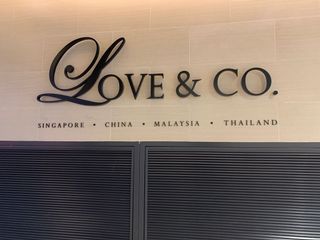 LOVE & CO.
SINGAPORE • CHINA • MALAYSIA • THAILAND